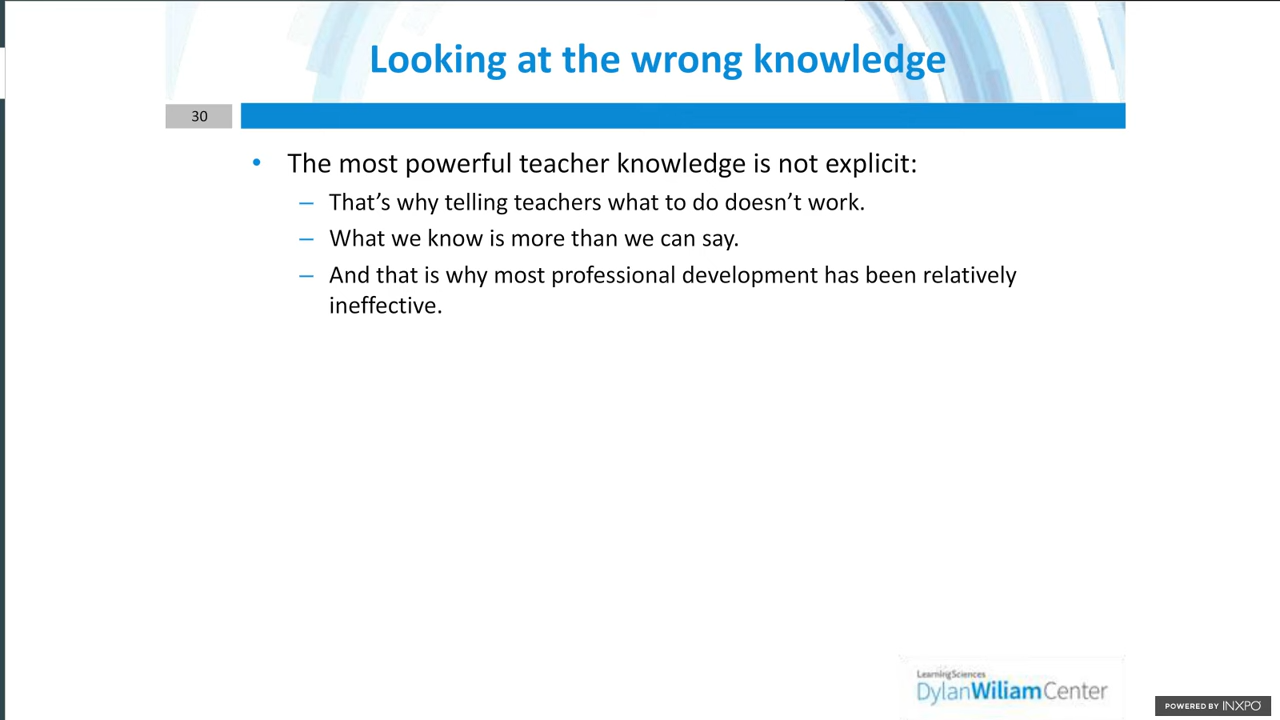 Looking at the wrong knowledge
30
• The most powerful teacher knowledge is not explicit:
– That’s why telling teachers what to do doesn’t work.
– What we know is more than we can say.
– And that is why most professional development has been relatively
ineffective.
LearningSciences
DylanWiliamCenter
POWERED BY INXPO